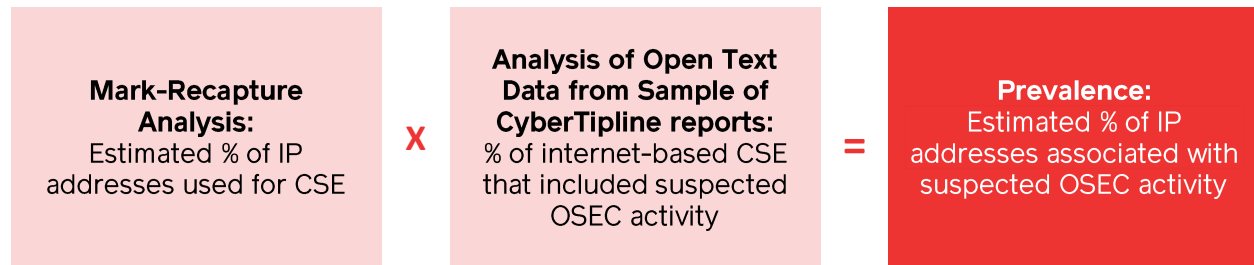 Mark-Recapture
Analysis:
Estimated % of IP
addresses used for CSE
x
Analysis of Open Text
Data from Sample of
CyberTipline reports:
% of internet-based CSE
that included suspected
OSEC activity
=
Prevalence:
Estimated % of IP
addresses associated with
suspected OSEC activity